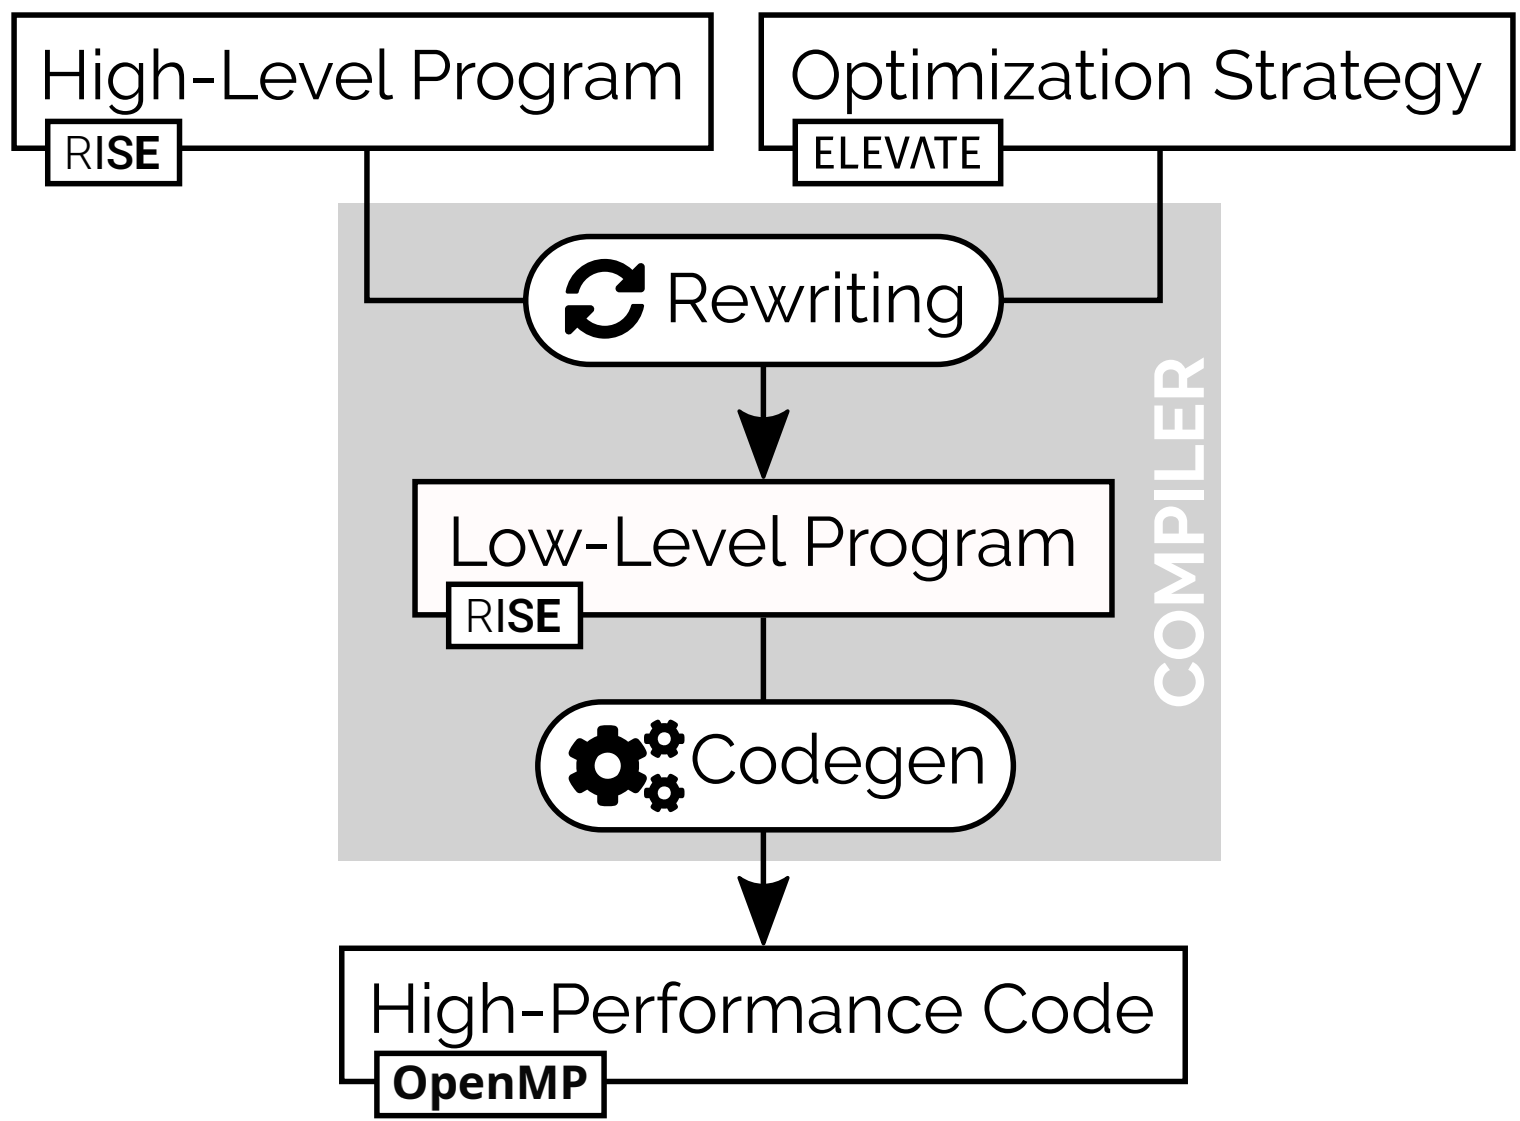 High-Level Program
RISE
Optimization Strategy
ELEVATE
Rewriting
Low-Level Program
RISE
Codegen
COMPILER
High-Performance Code
OpenMP